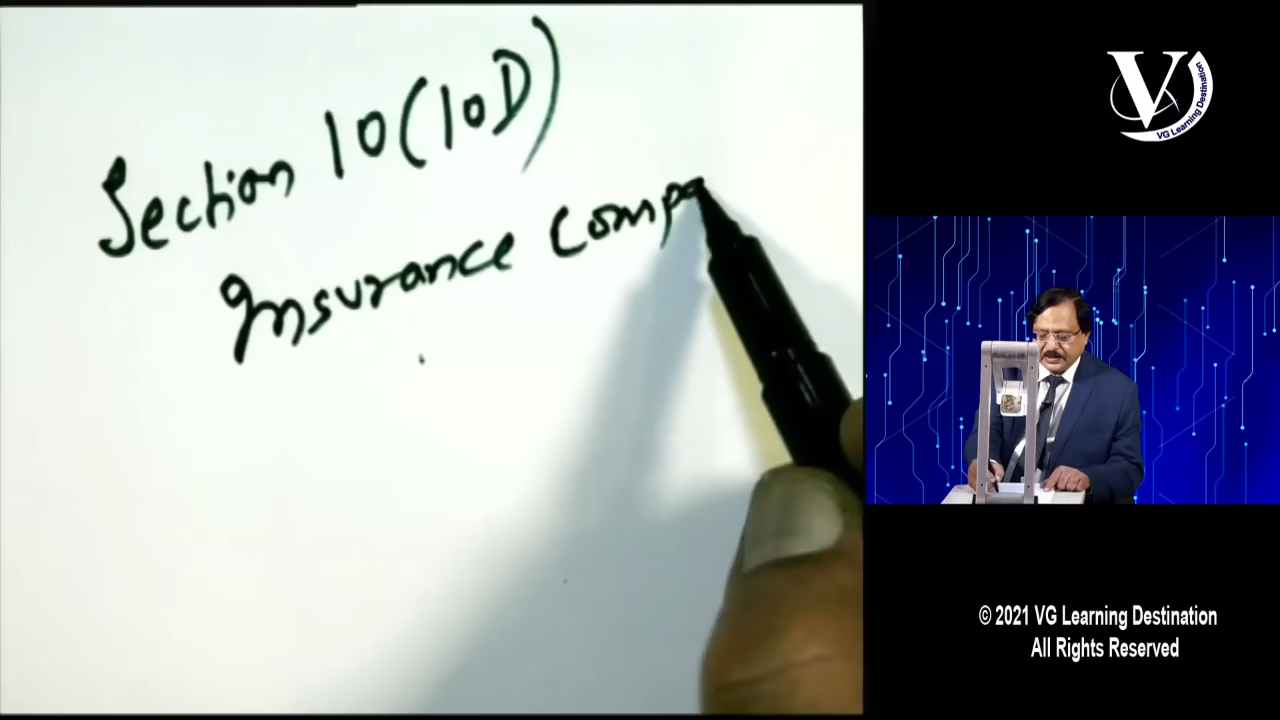 Section 10(10D)
Insurance Compa
V
VG Learning Destination
© 2021 VG Learning Destination
All Rights Reserved